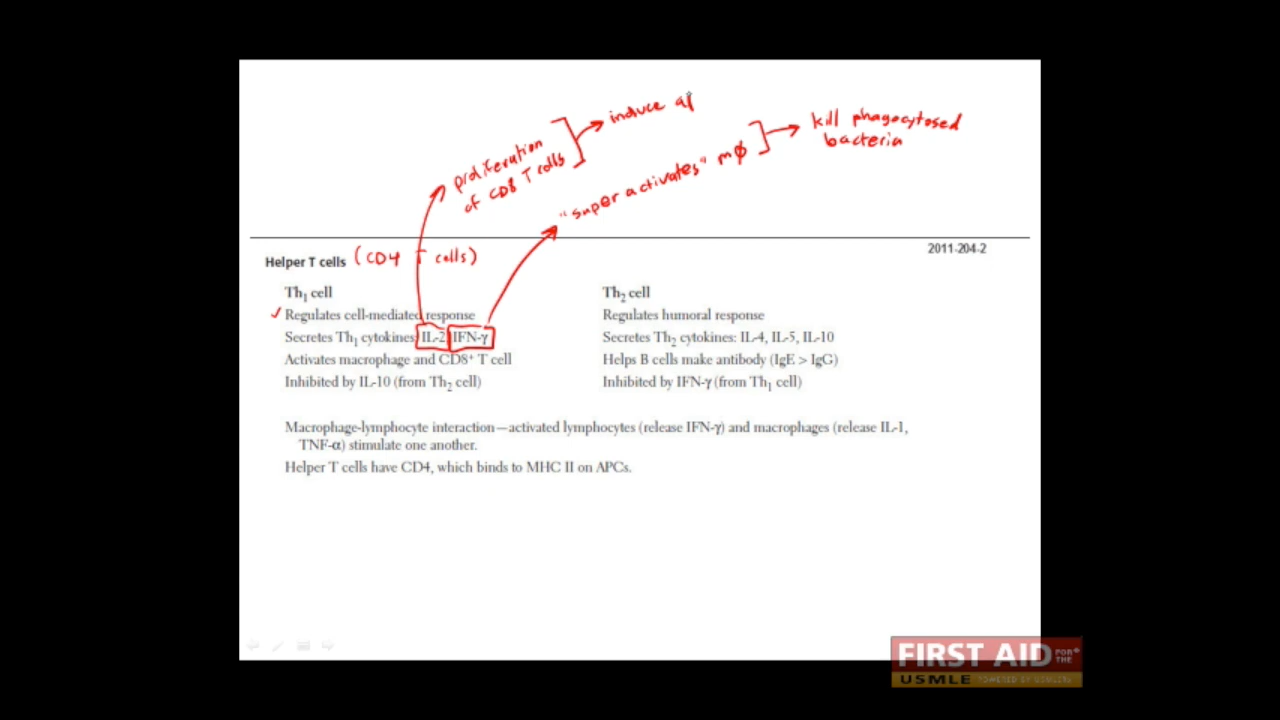 induce ap
kill phagocytosed
bacteria
proliferation
of CD8 T cells
"super activates" mφ
2011-204-2
Helper T cells (CD4 T cells)
Th₁ cell
✓ Regulates cell-mediated response
Secretes Th₁ cytokines: IL-2, IFN-γ
Activates macrophage and CD8⁺ T cell
Inhibited by IL-10 (from Th₂ cell)
Th₂ cell
Regulates humoral response
Secretes Th₂ cytokines: IL-4, IL-5, IL-10
Helps B cells make antibody (IgE > IgG)
Inhibited by IFN-γ (from Th₁ cell)
Macrophage-lymphocyte interaction—activated lymphocytes (release IFN-γ) and macrophages (release IL-1,
TNF-α) stimulate one another.
Helper T cells have CD4, which binds to MHC II on APCs.
FIRST AID FOR THE®
USMLE POWERED BY USMLERX